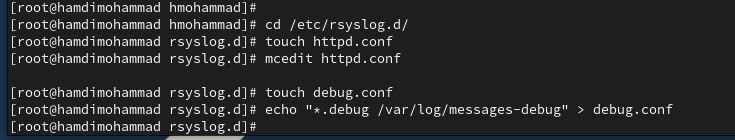 [root@hamdimohammad hmohammad]#
[root@hamdimohammad hmohammad]# cd /etc/rsyslog.d/
[root@hamdimohammad rsyslog.d]# touch httpd.conf
[root@hamdimohammad rsyslog.d]# mcedit httpd.conf
[root@hamdimohammad rsyslog.d]# touch debug.conf
[root@hamdimohammad rsyslog.d]# echo "*.debug /var/log/messages-debug" > debug.conf
[root@hamdimohammad rsyslog.d]#